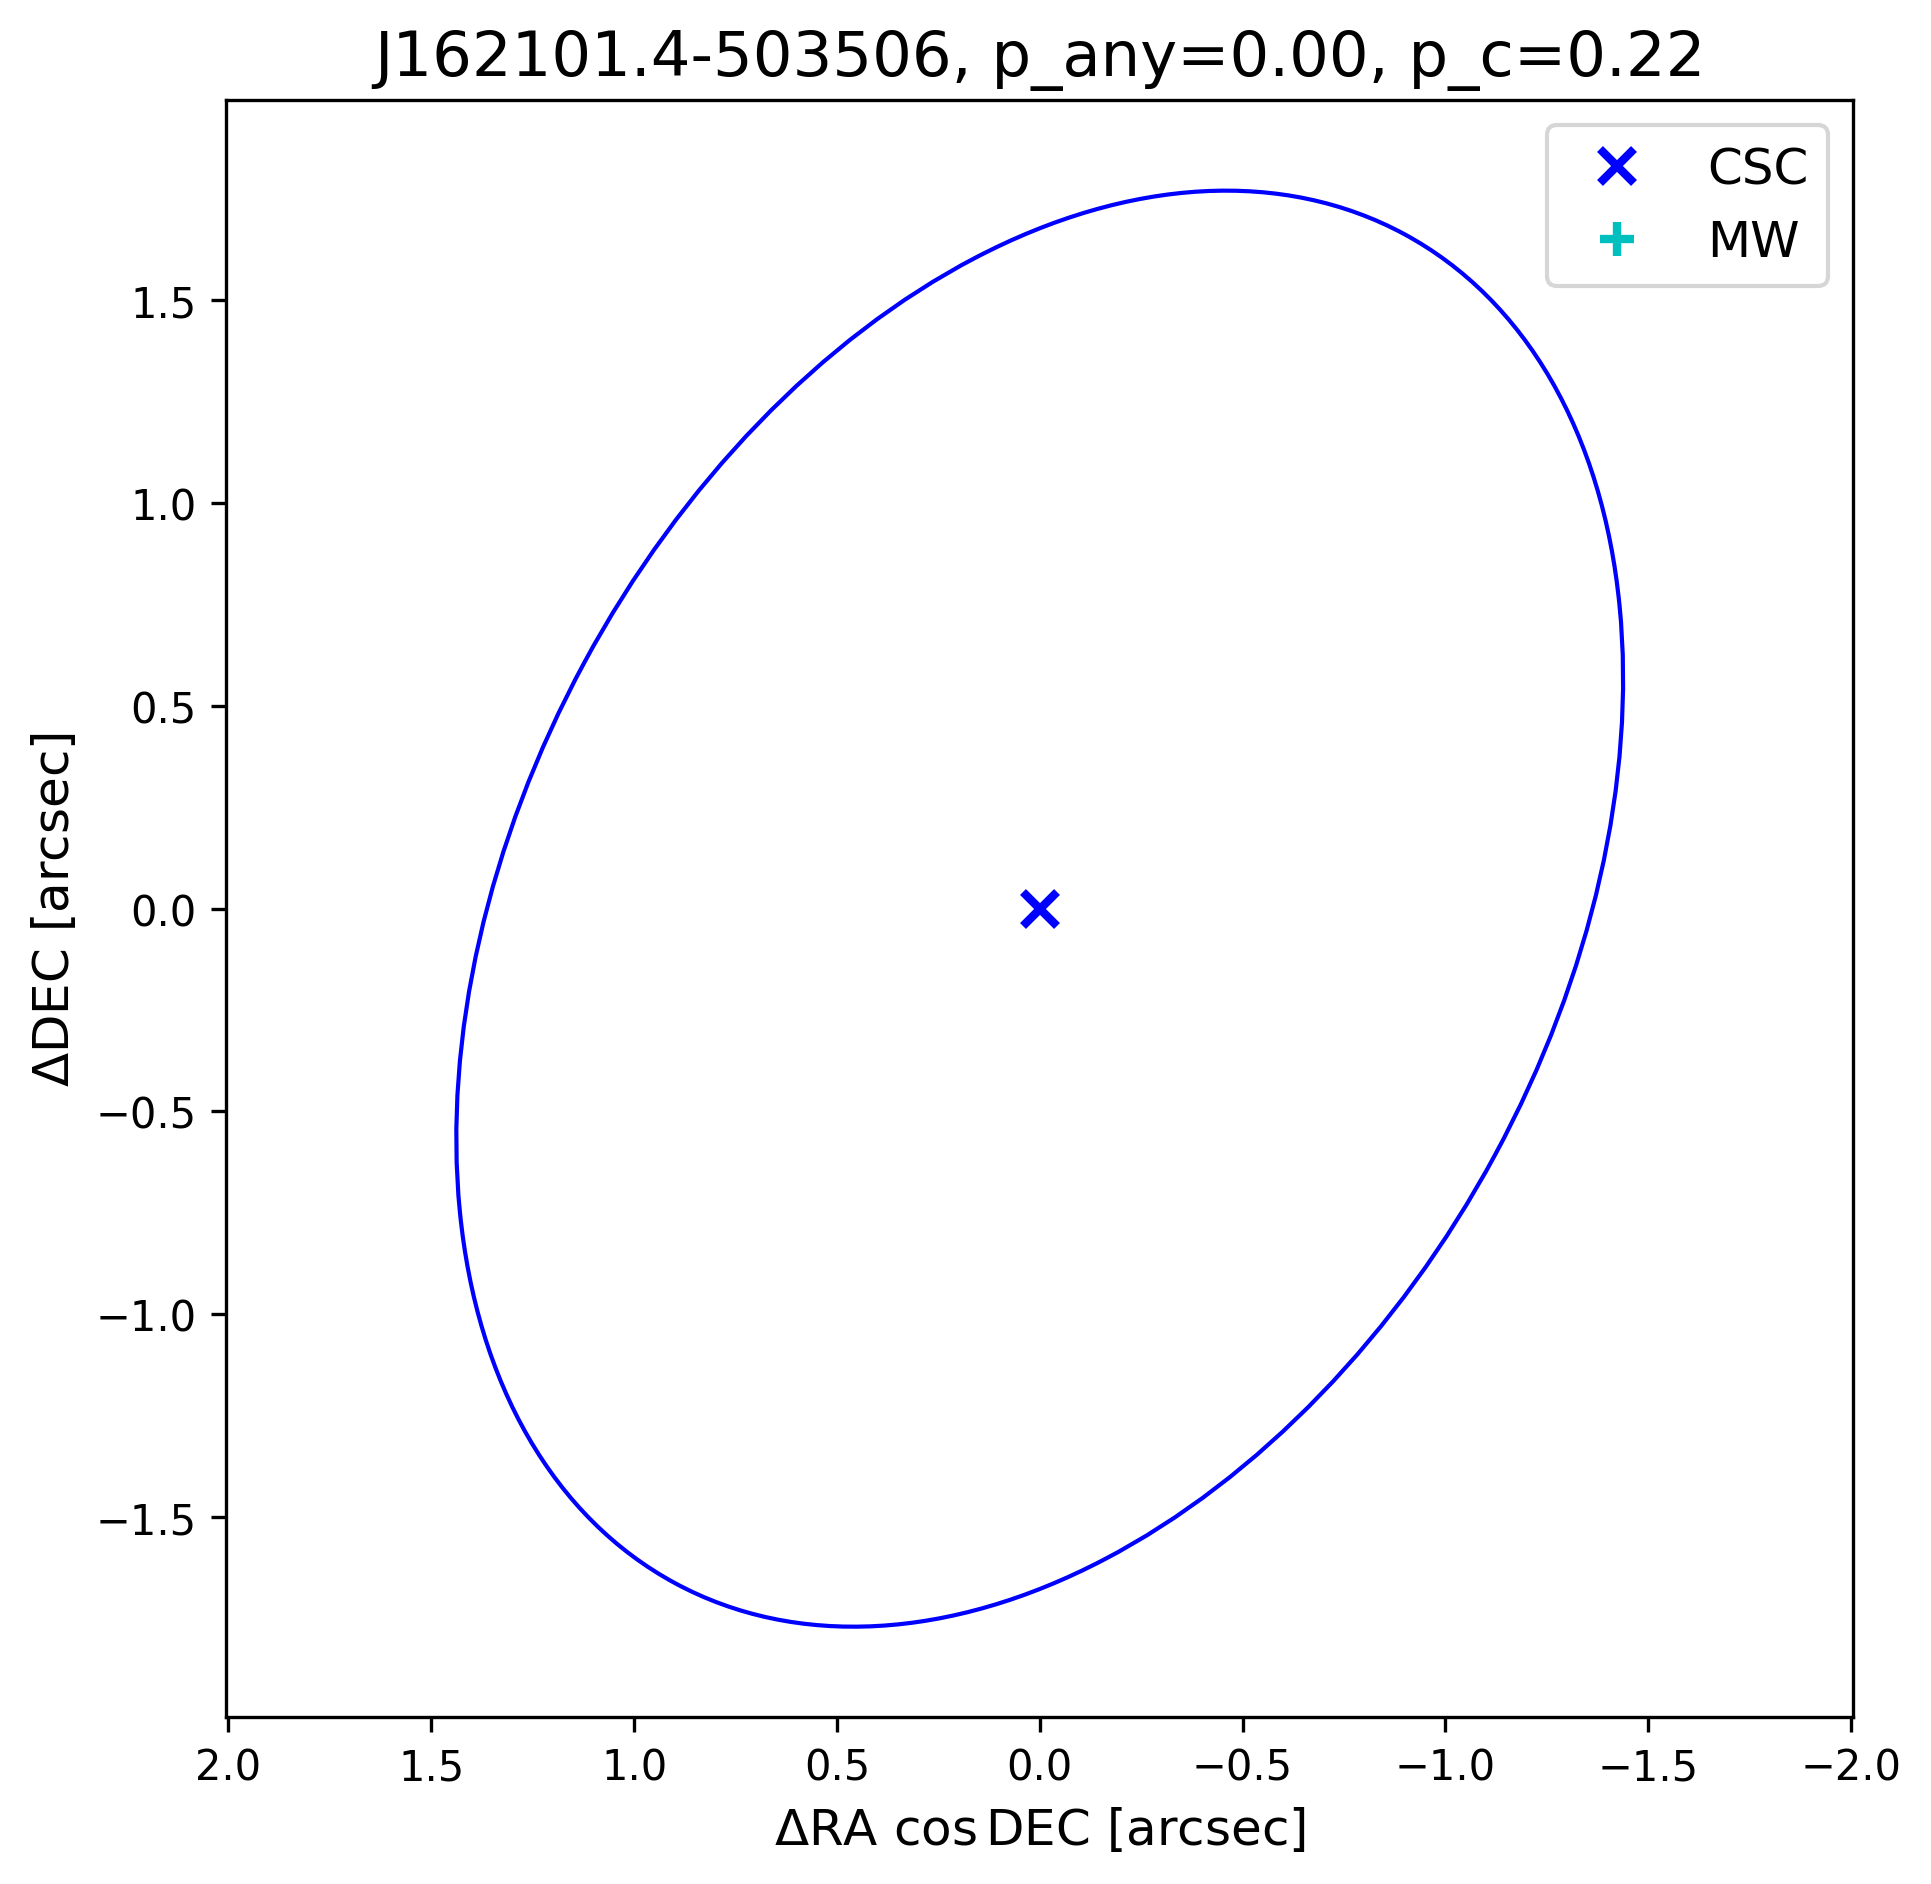 J162101.4-503506, p_any=0.00, p_c=0.22
CSC
MW
1.5
1.0
0.5
0.0
−0.5
−1.0
−1.5
ΔDEC [arcsec]
2.0 1.5 1.0 0.5 0.0 −0.5 −1.0 −1.5 −2.0
ΔRA cos DEC [arcsec]